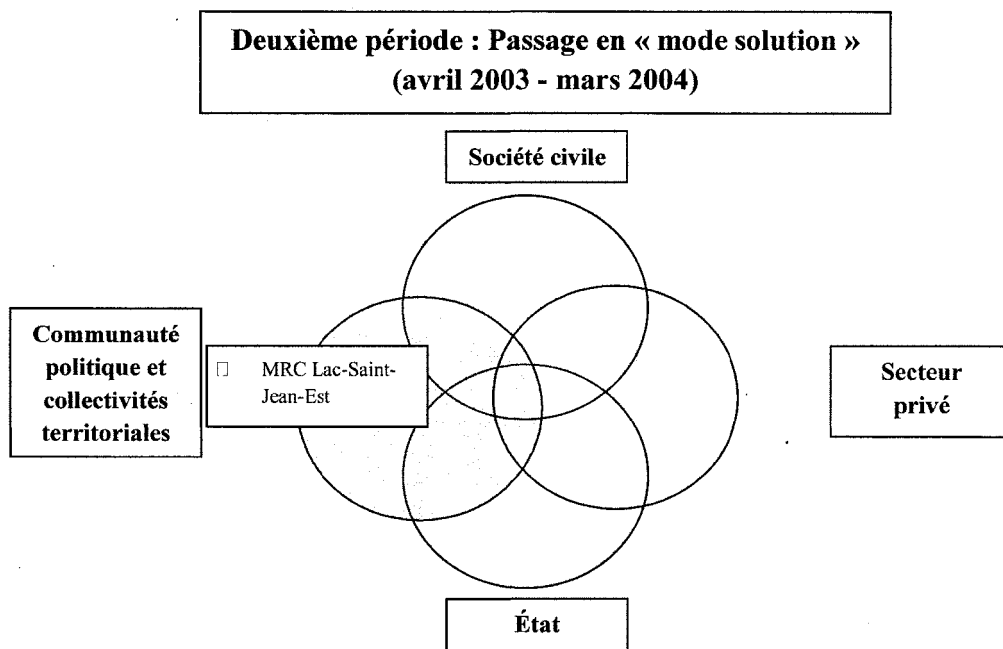 Deuxième période : Passage en « mode solution »
(avril 2003 - mars 2004)
Société civile
Communauté
politique et
collectivités
territoriales
MRC Lac-Saint-
Jean-Est
Secteur
privé
État